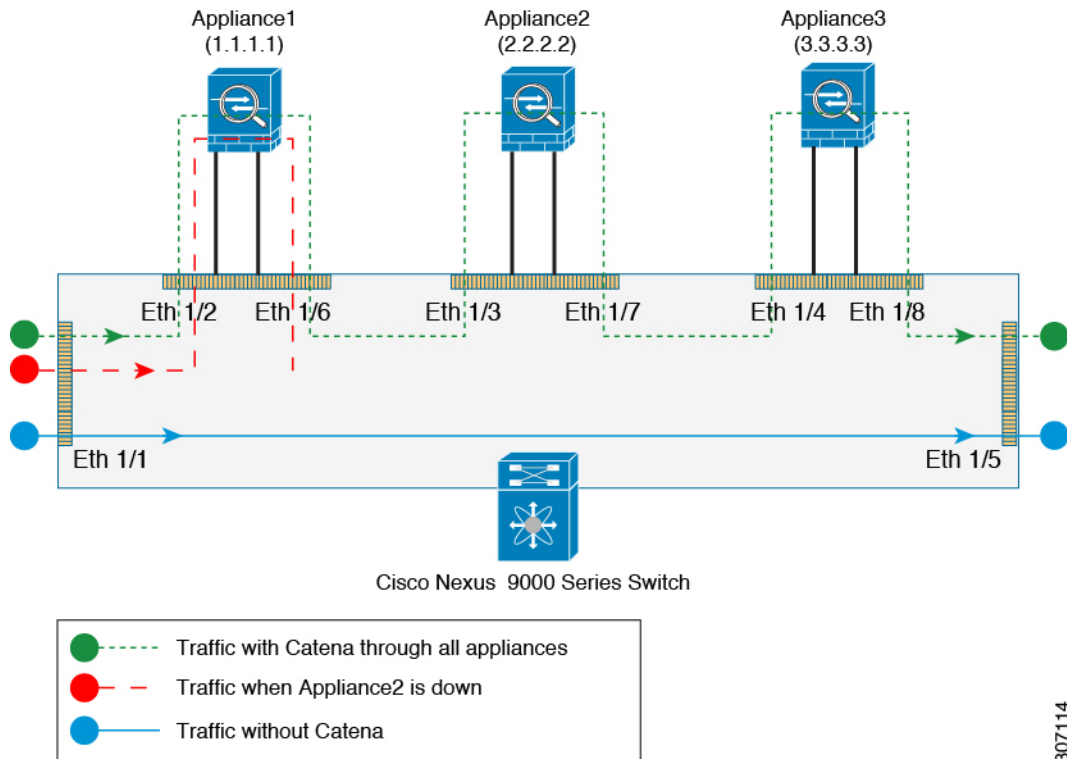 Appliance1
(1.1.1.1)
Appliance2
(2.2.2.2)
Appliance3
(3.3.3.3)
Eth 1/2
Eth 1/6
Eth 1/3
Eth 1/7
Eth 1/4
Eth 1/8
Eth 1/1
Eth 1/5
Cisco Nexus 9000 Series Switch
Traffic with Catena through all appliances
Traffic when Appliance2 is down
Traffic without Catena
307114